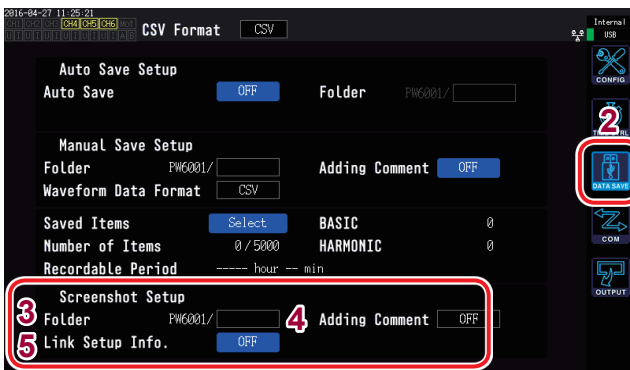 2016-04-27 11:25:21
CH1 CH2 CH3 CH4 CH5 CH6 Mot
U I U I U I U I U I U I A B
CSV Format CSV
Internal
USB
Auto Save Setup
Auto Save OFF Folder PW6001/
CONFIG
2
Manual Save Setup
Folder PW6001/ Adding Comment OFF
Waveform Data Format CSV
DATA SAVE
Saved Items Select BASIC 0
Number of Items 0/5000 HARMONIC 0
Recordable Period ----- hour -- min
COM
Screenshot Setup
3 Folder PW6001/ 4 Adding Comment OFF
5 Link Setup Info. OFF
OUTPUT